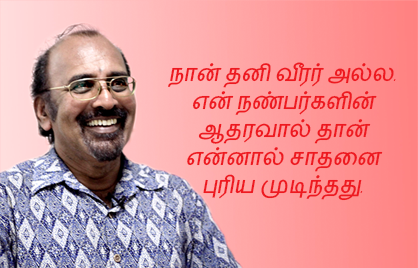 நான் தனி வீரர் அல்ல.
என் நண்பர்களின்
ஆதரவால் தான்
என்னால் சாதனை
புரிய முடிந்தது.